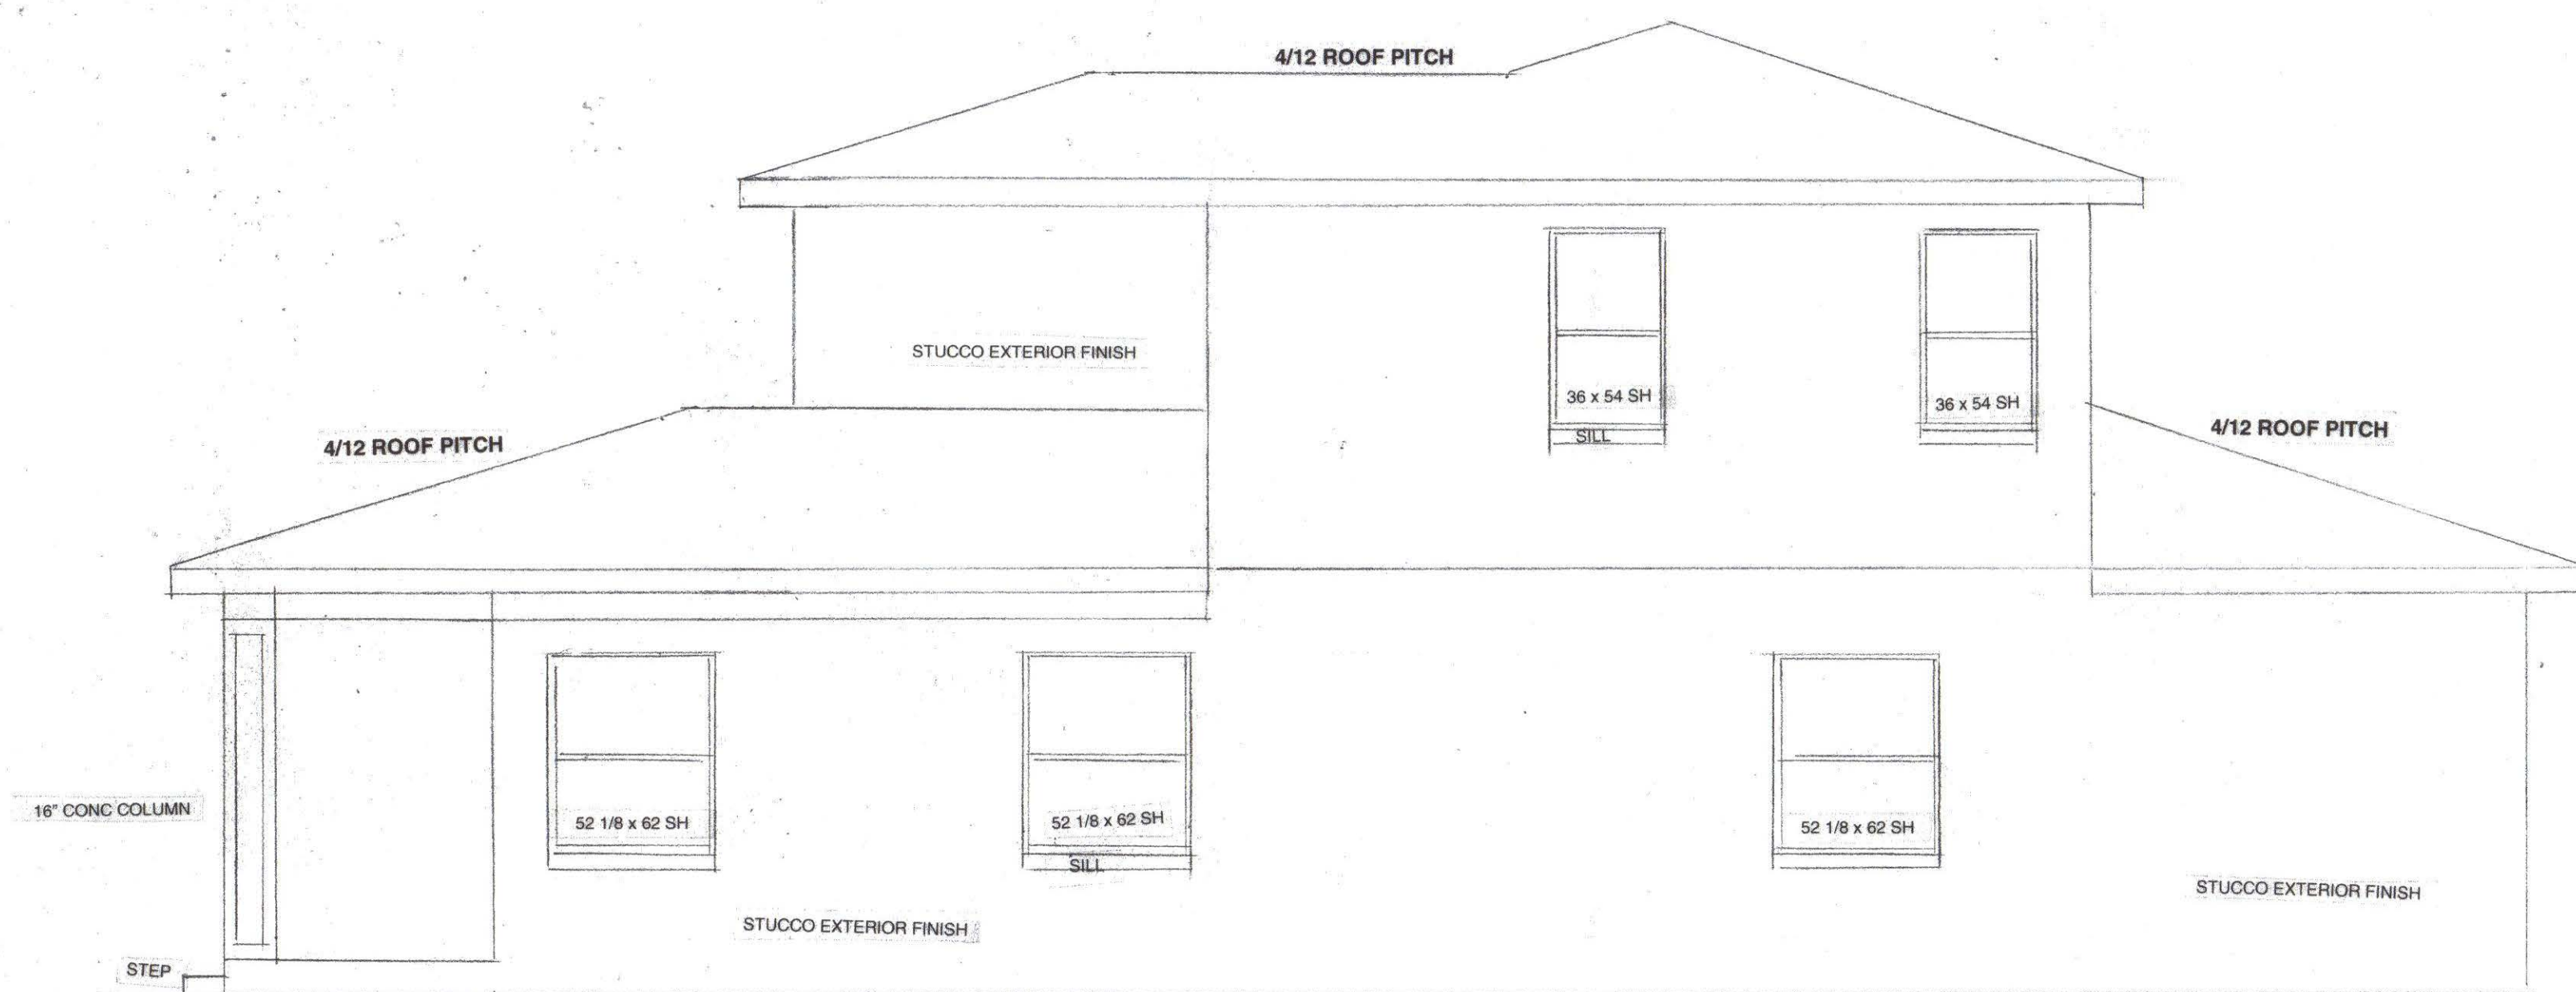 4/12 ROOF PITCH
STUCCO EXTERIOR FINISH
36 x 54 SH
SILL
36 x 54 SH
4/12 ROOF PITCH
4/12 ROOF PITCH
16" CONC COLUMN
52 1/8 x 62 SH
52 1/8 x 62 SH
SILL
52 1/8 x 62 SH
STUCCO EXTERIOR FINISH
STUCCO EXTERIOR FINISH
STEP